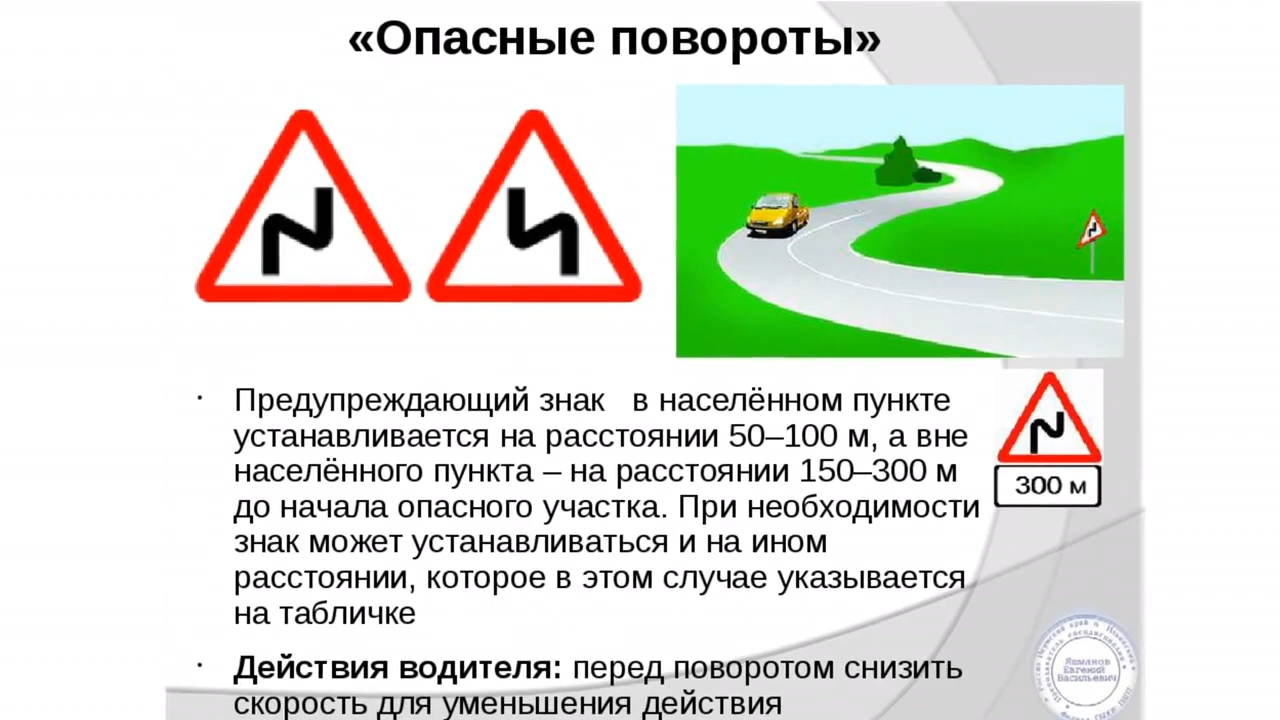 «Опасные повороты»
Предупреждающий знак в населённом пункте
устанавливается на расстоянии 50–100 м, а вне
населённого пункта – на расстоянии 150–300 м
до начала опасного участка. При необходимости
знак может устанавливаться и на ином
расстоянии, которое в этом случае указывается
на табличке
300 м
Действия водителя: перед поворотом снизить
скорость для уменьшения действия
Яшманов
Евгений
Васильевич